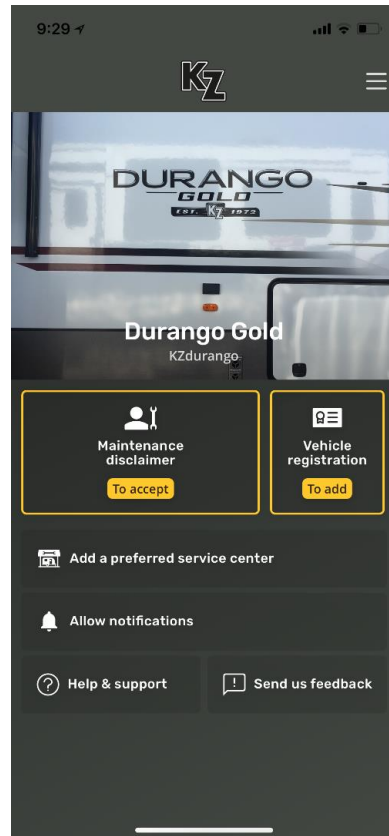 9:29
KZ
DURANGO
GOLD
EST. KZ 1972
Durango Gold
KZdurango
Maintenance
disclaimer
To accept
Vehicle
registration
To add
Add a preferred service center
Allow notifications
Help & support
Send us feedback